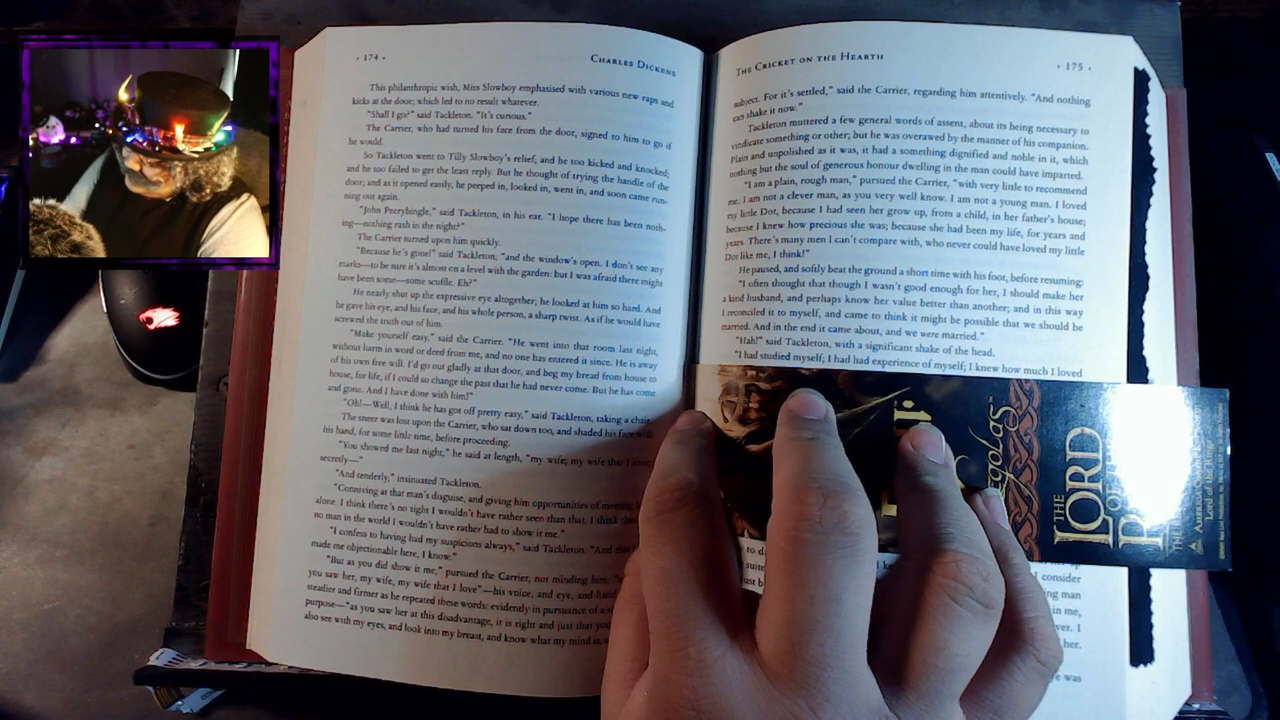 · 174 ·
CHARLES DICKENS
This philanthropic wish, Miss Slowboy emphasised with various new raps and
kicks at the door; which led to no result whatever.
"Shall I go?" said Tackleton. "It's curious."
The Carrier, who had turned his face from the door, signed to him to go if
he would.
So Tackleton went to Tilly Slowboy's relief; and he too kicked and knocked;
and he too failed to get the least reply. But he thought of trying the handle of the
door; and as it opened easily, he peeped in, looked in, went in, and soon came run-
ning out again.
"John Peerybingle," said Tackleton, in his ear. "I hope there has been noth-
ing—nothing rash in the night?"
The Carrier turned upon him quickly.
"Because he's gone!" said Tackleton; "and the window's open. I don't see any
marks—to be sure it's almost on a level with the garden: but I was afraid there might
have been some—some scuffle. Eh?"
He nearly shut up the expressive eye altogether; he looked at him so hard. And
he gave his eye, and his face, and his whole person, a sharp twist. As if he would have
screwed the truth out of him.
"Make yourself easy," said the Carrier. "He went into that room last night,
without harm in word or deed from me, and no one has entered it since. He is away
of his own free will. I'd go out gladly at that door, and beg my bread from house to
house, for life, if I could so change the past that he had never come. But he has come
and gone. And I have done with him!"
"Oh!—Well, I think he has got off pretty easy," said Tackleton, taking a chair.
The sneer was lost upon the Carrier, who sat down too, and shaded his face with
his hand, for some little time, before proceeding.
"You showed me last night," he said at length, "my wife; my wife that I love;
secretly—"
"And tenderly," insinuated Tackleton.
"Conniving at that man's disguise, and giving him opportunities of meeting
alone. I think there's no sight I wouldn't have rather seen than that. I think
no man in the world I wouldn't have rather had to show it me."
"I confess to having had my suspicions always," said Tackleton. "And
made me objectionable here, I know."
"But as you did show it me," pursued the Carrier, not minding him;
you saw her, my wife, my wife that I love"—his voice, and eye, and hand
steadier and firmer as he repeated these words: evidently in pursuance of a
purpose—"as you saw her at this disadvantage, it is right and just that you
also see with my eyes, and look into my breast, and know what my mind is,
THE CRICKET ON THE HEARTH
· 175 ·
subject. For it's settled," said the Carrier, regarding him attentively. "And nothing
can shake it now."
Tackleton muttered a few general words of assent, about its being necessary to
vindicate something or other; but he was overawed by the manner of his companion.
Plain and unpolished as it was, it had a something dignified and noble in it, which
nothing but the soul of generous honour dwelling in the man could have imparted.
"I am a plain, rough man," pursued the Carrier, "with very little to recommend
me. I am not a clever man, as you very well know. I am not a young man. I loved
my little Dot, because I had seen her grow up, from a child, in her father's house;
because I knew how precious she was; because she had been my life, for years and
years. There's many men I can't compare with, who never could have loved my little
Dot like me, I think!"
He paused, and softly beat the ground a short time with his foot, before resuming:
"I often thought that though I wasn't good enough for her, I should make her
a kind husband, and perhaps know her value better than another; and in this way
I reconciled it to myself, and came to think it might be possible that we should be
married. And in the end it came about, and we were married."
"Hah!" said Tackleton, with a significant shake of the head.
"I had studied myself; I had had experience of myself; I knew how much I loved
to
suite
just b
consider
ing man
in me,
ver. I
her.
was
egolas
THE
LORD
OF
R